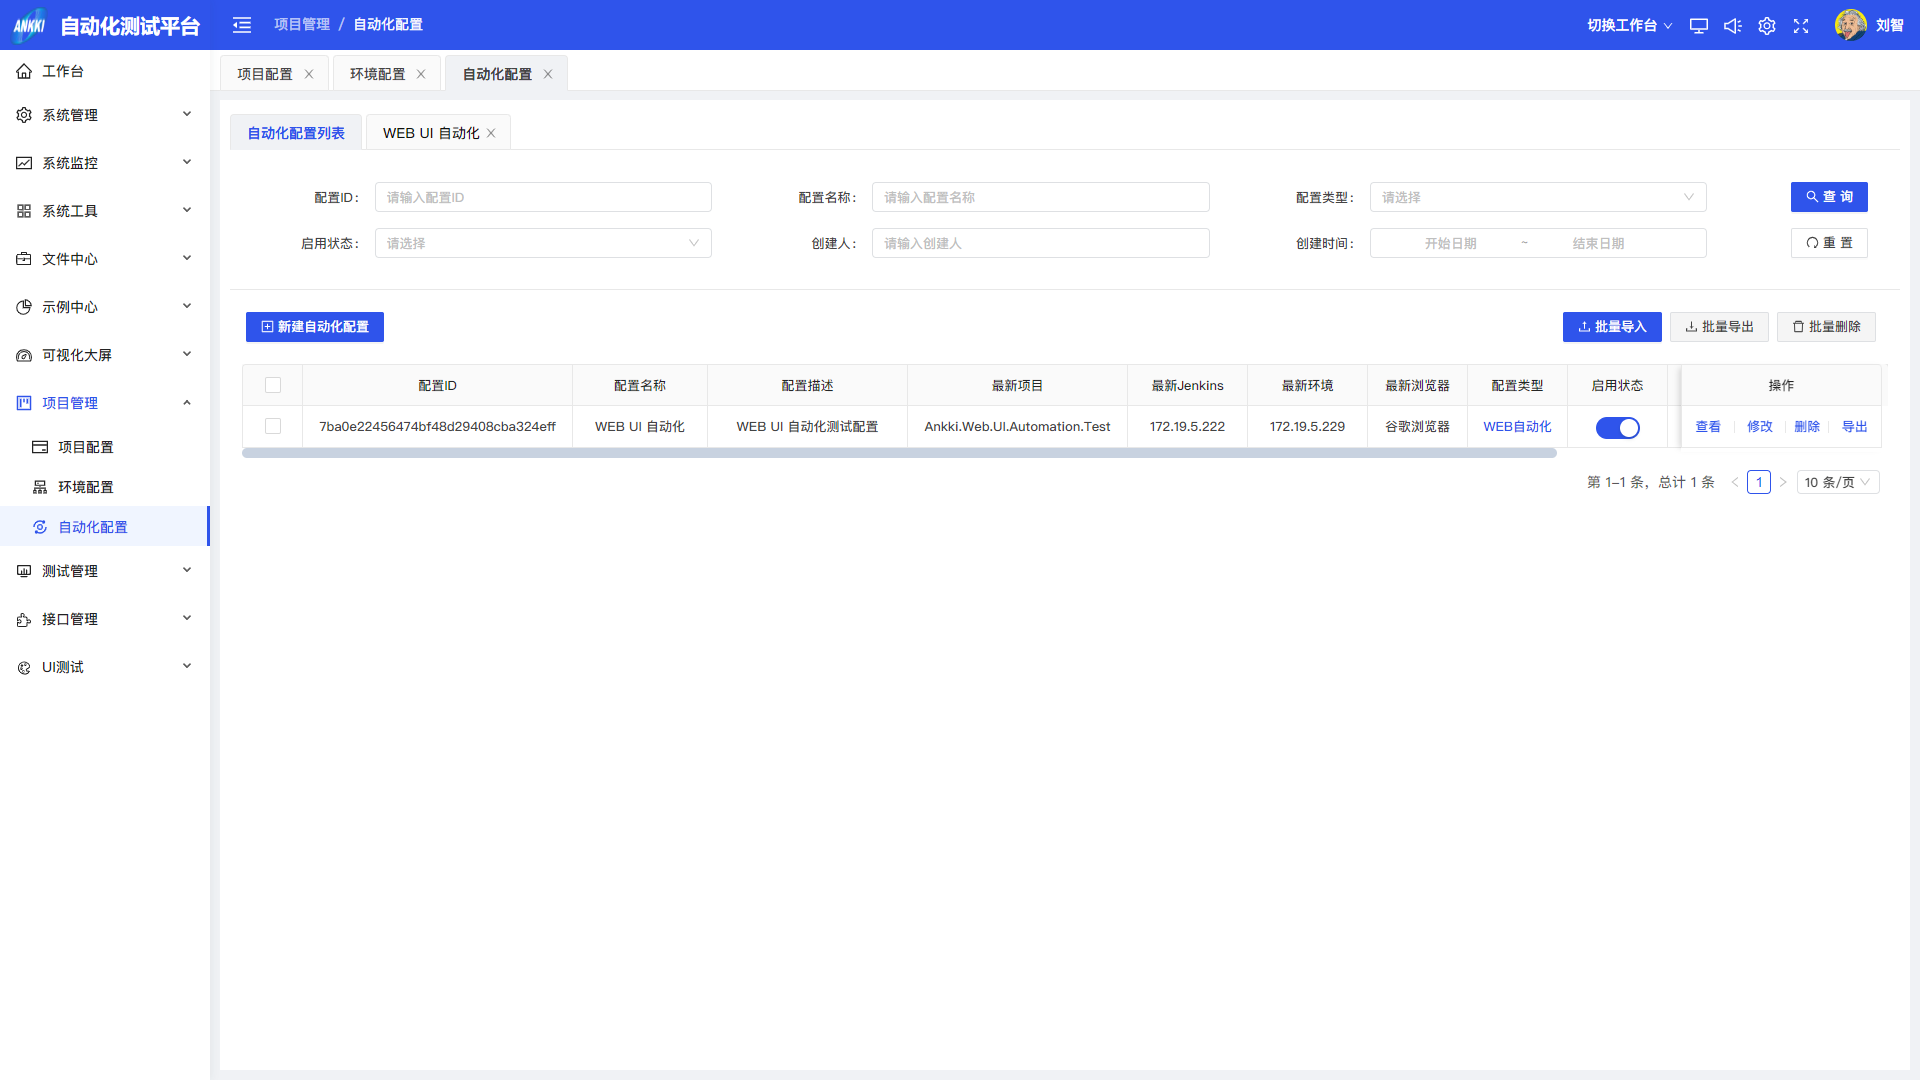 ANKKI 自动化测试平台
项目管理 / 自动化配置
切换工作台
刘智
工作台
系统管理
系统监控
系统工具
文件中心
示例中心
可视化大屏
项目管理
项目配置
环境配置
自动化配置
测试管理
接口管理
UI测试
项目配置 环境配置 自动化配置
自动化配置列表 WEB UI 自动化
配置ID: 请输入配置ID 配置名称: 请输入配置名称 配置类型: 请选择 查 询
启用状态: 请选择 创建人: 请输入创建人 创建时间: 开始日期 ~ 结束日期 重 置
新建自动化配置 批量导入 批量导出 批量删除
配置ID 配置名称 配置描述 最新项目 最新Jenkins 最新环境 最新浏览器 配置类型 启用状态 操作
7ba0e22456474bf48d29408cba324eff WEB UI 自动化 WEB UI 自动化测试配置 Ankki.Web.UI.Automation.Test 172.19.5.222 172.19.5.229 谷歌浏览器 WEB自动化 查看 修改 删除 导出
第 1-1 条，总计 1 条 < 1 > 10 条/页